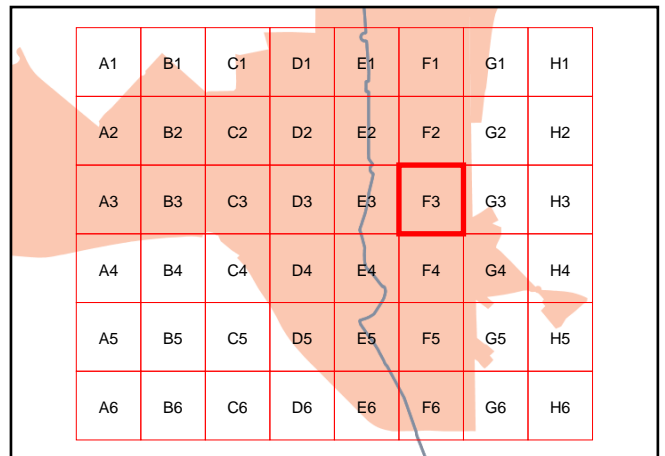 A1 B1 C1 D1 E1 F1 G1 H1
A2 B2 C2 D2 E2 F2 G2 H2
A3 B3 C3 D3 E3 F3 G3 H3
A4 B4 C4 D4 E4 F4 G4 H4
A5 B5 C5 D5 E5 F5 G5 H5
A6 B6 C6 D6 E6 F6 G6 H6